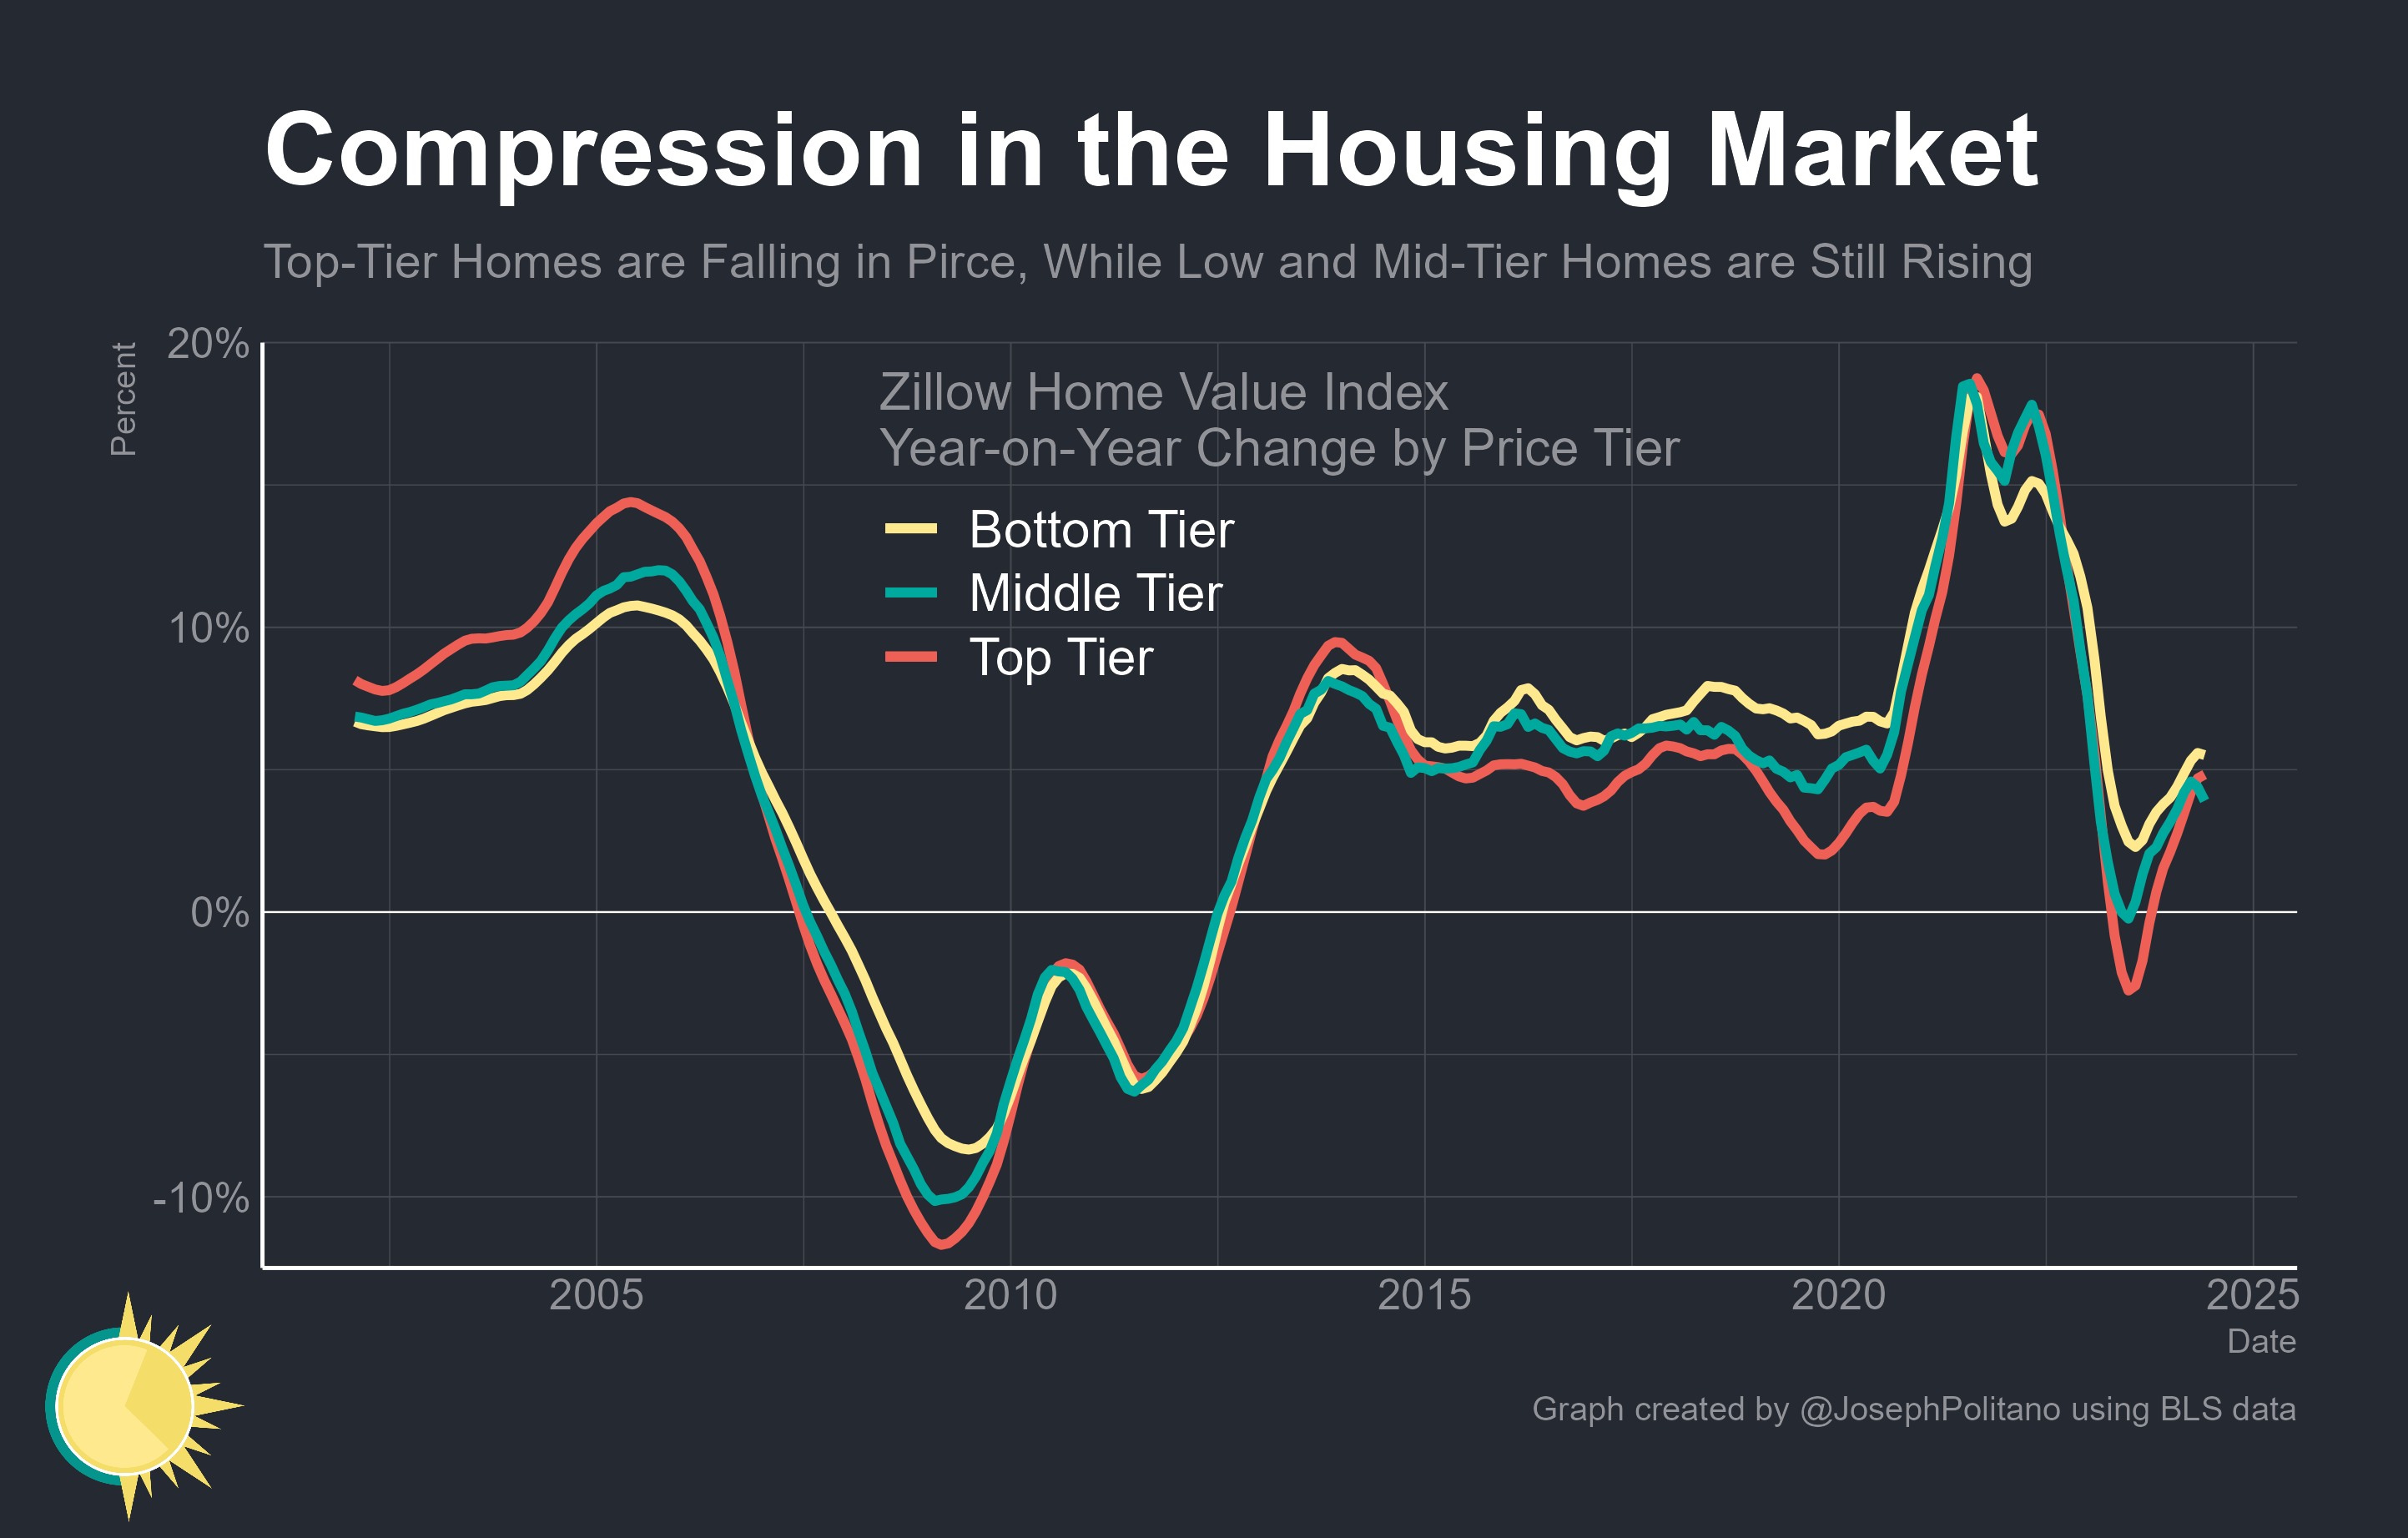 Compression in the Housing Market
Top-Tier Homes are Falling in Pirce, While Low and Mid-Tier Homes are Still Rising
Percent
20%
10%
0%
-10%
Zillow Home Value Index
Year-on-Year Change by Price Tier
Bottom Tier
Middle Tier
Top Tier
2005
2010
2015
2020
2025
Date
Graph created by @JosephPolitano using BLS data